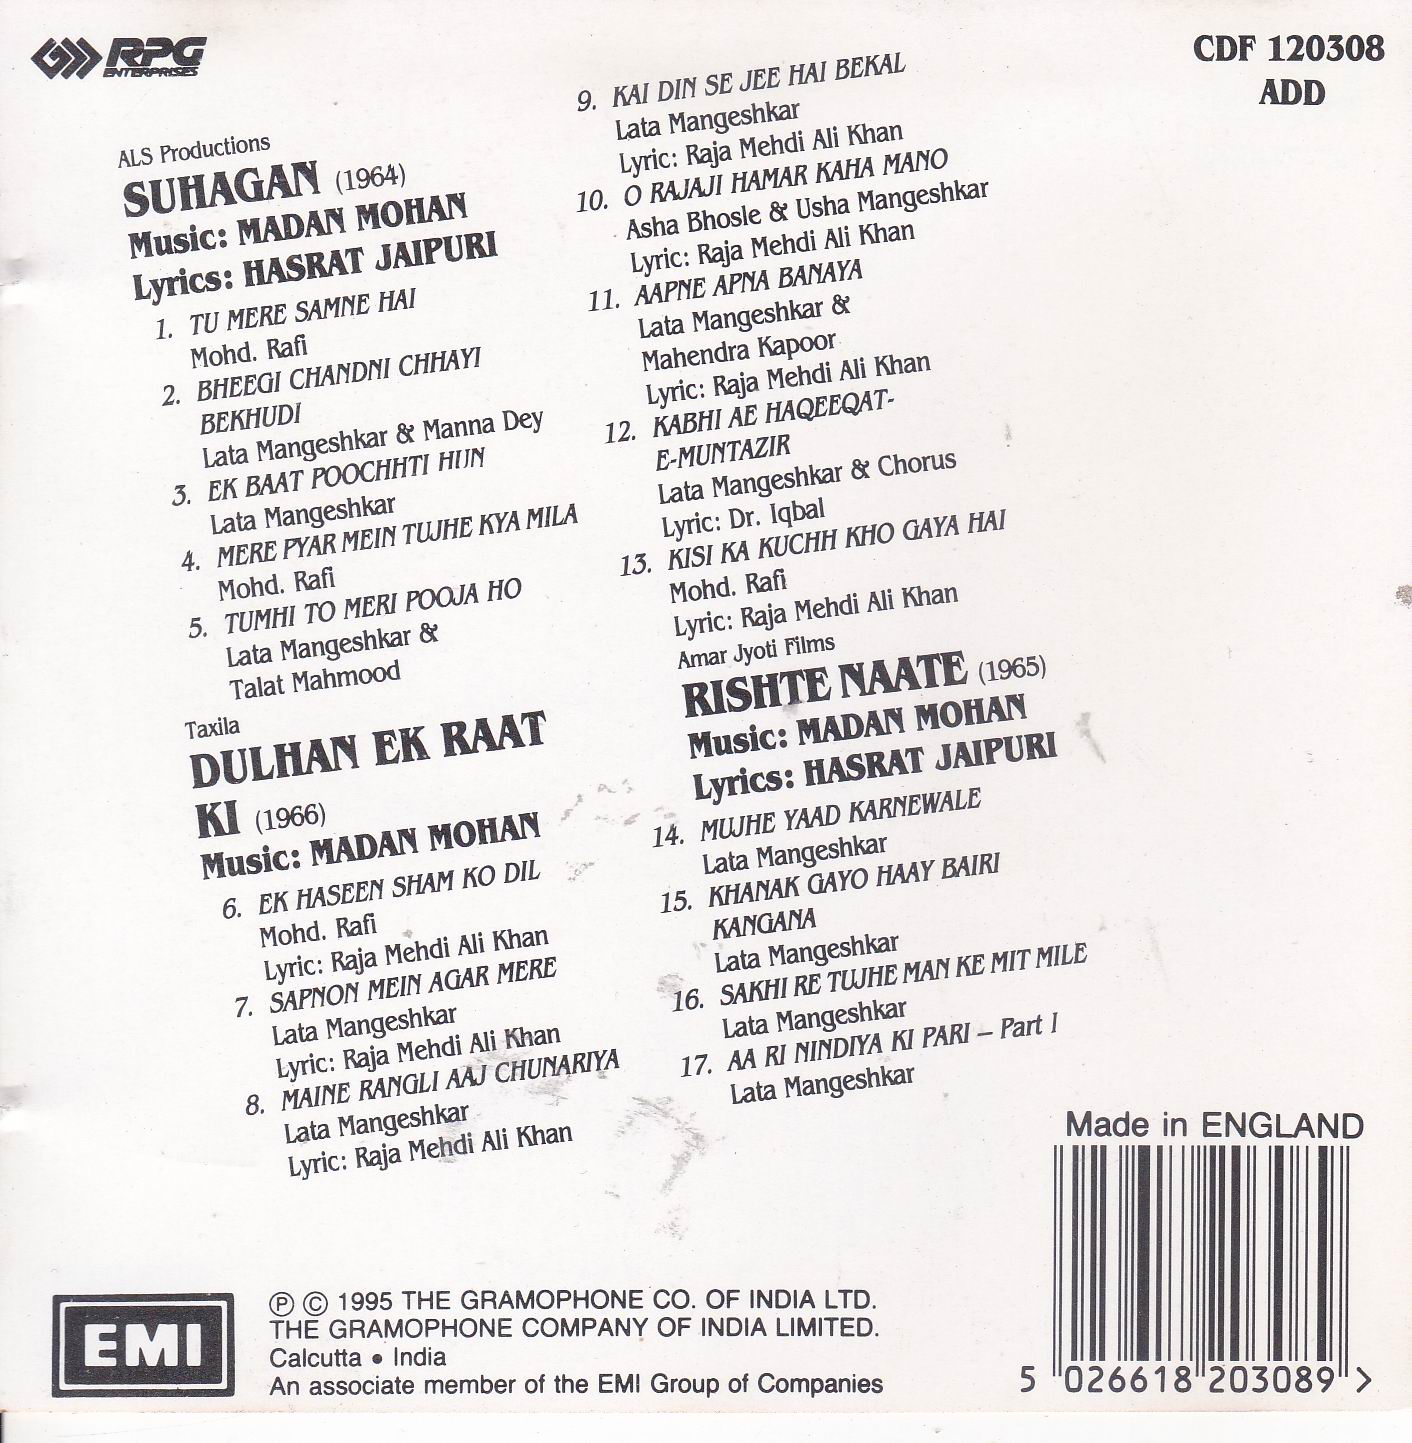 RPG
ENTERPRISES
CDF 120308
ADD
ALS Productions
SUHAGAN (1964)
Music: MADAN MOHAN
Lyrics: HASRAT JAIPURI
1. TU MERE SAMNE HAI
Mohd. Rafi
2. BHEEGI CHANDNI CHHAYI
BEKHUDI
Lata Mangeshkar & Manna Dey
3. EK BAAT POOCHHTI HUN
Lata Mangeshkar
4. MERE PYAR MEIN TUJHE KYA MILA
Mohd. Rafi
5. TUMHI TO MERI POOJA HO
Lata Mangeshkar &
Talat Mahmood
Taxila
DULHAN EK RAAT
KI (1966)
Music: MADAN MOHAN
6. EK HASEEN SHAM KO DIL
Mohd. Rafi
Lyric: Raja Mehdi Ali Khan
7. SAPNON MEIN AGAR MERE
Lata Mangeshkar
Lyric: Raja Mehdi Ali Khan
8. MAINE RANGLI AAJ CHUNARIYA
Lata Mangeshkar
Lyric: Raja Mehdi Ali Khan
9. KAI DIN SE JEE HAI BEKAL
Lata Mangeshkar
Lyric: Raja Mehdi Ali Khan
10. O RAJAJI HAMAR KAHA MANO
Asha Bhosle & Usha Mangeshkar
Lyric: Raja Mehdi Ali Khan
11. AAPNE APNA BANAYA
Lata Mangeshkar &
Mahendra Kapoor
Lyric: Raja Mehdi Ali Khan
12. KABHI AE HAQEEQAT-
E-MUNTAZIR
Lata Mangeshkar & Chorus
Lyric: Dr. Iqbal
13. KISI KA KUCHH KHO GAYA HAI
Mohd. Rafi
Lyric: Raja Mehdi Ali Khan
Amar Jyoti Films
RISHTE NAATE (1965)
Music: MADAN MOHAN
Lyrics: HASRAT JAIPURI
14. MUJHE YAAD KARNEWALE
Lata Mangeshkar
15. KHANAK GAYO HAAY BAIRI
KANGANA
Lata Mangeshkar
16. SAKHI RE TUJHE MAN KE MIT MILE
Lata Mangeshkar
17. AA RI NINDIYA KI PARI – Part I
Lata Mangeshkar
Made in ENGLAND
5 026618 203089 >
EMI
Ⓟ © 1995 THE GRAMOPHONE CO. OF INDIA LTD.
THE GRAMOPHONE COMPANY OF INDIA LIMITED.
Calcutta • India
An associate member of the EMI Group of Companies